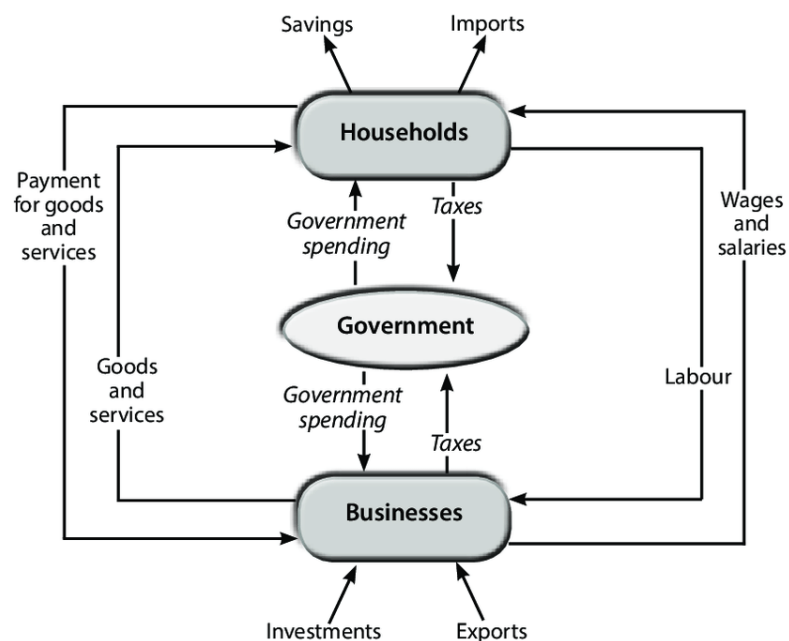 Savings
Imports
Households
Payment
for goods
and
services
Government
spending
Taxes
Wages
and
salaries
Government
Goods
and
services
Labour
Government
spending
Taxes
Businesses
Investments
Exports